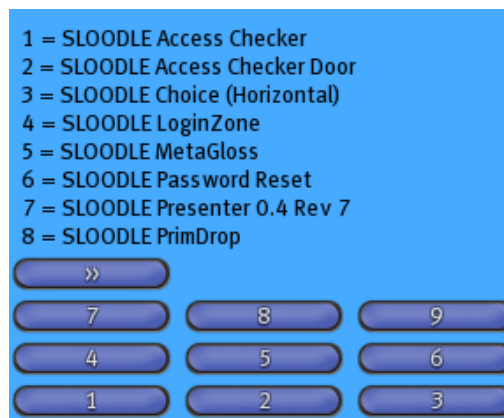 1 = SLOODLE Access Checker
2 = SLOODLE Access Checker Door
3 = SLOODLE Choice (Horizontal)
4 = SLOODLE LoginZone
5 = SLOODLE MetaGloss
6 = SLOODLE Password Reset
7 = SLOODLE Presenter 0.4 Rev 7
8 = SLOODLE PrimDrop
>>
7 8 9
4 5 6
1 2 3